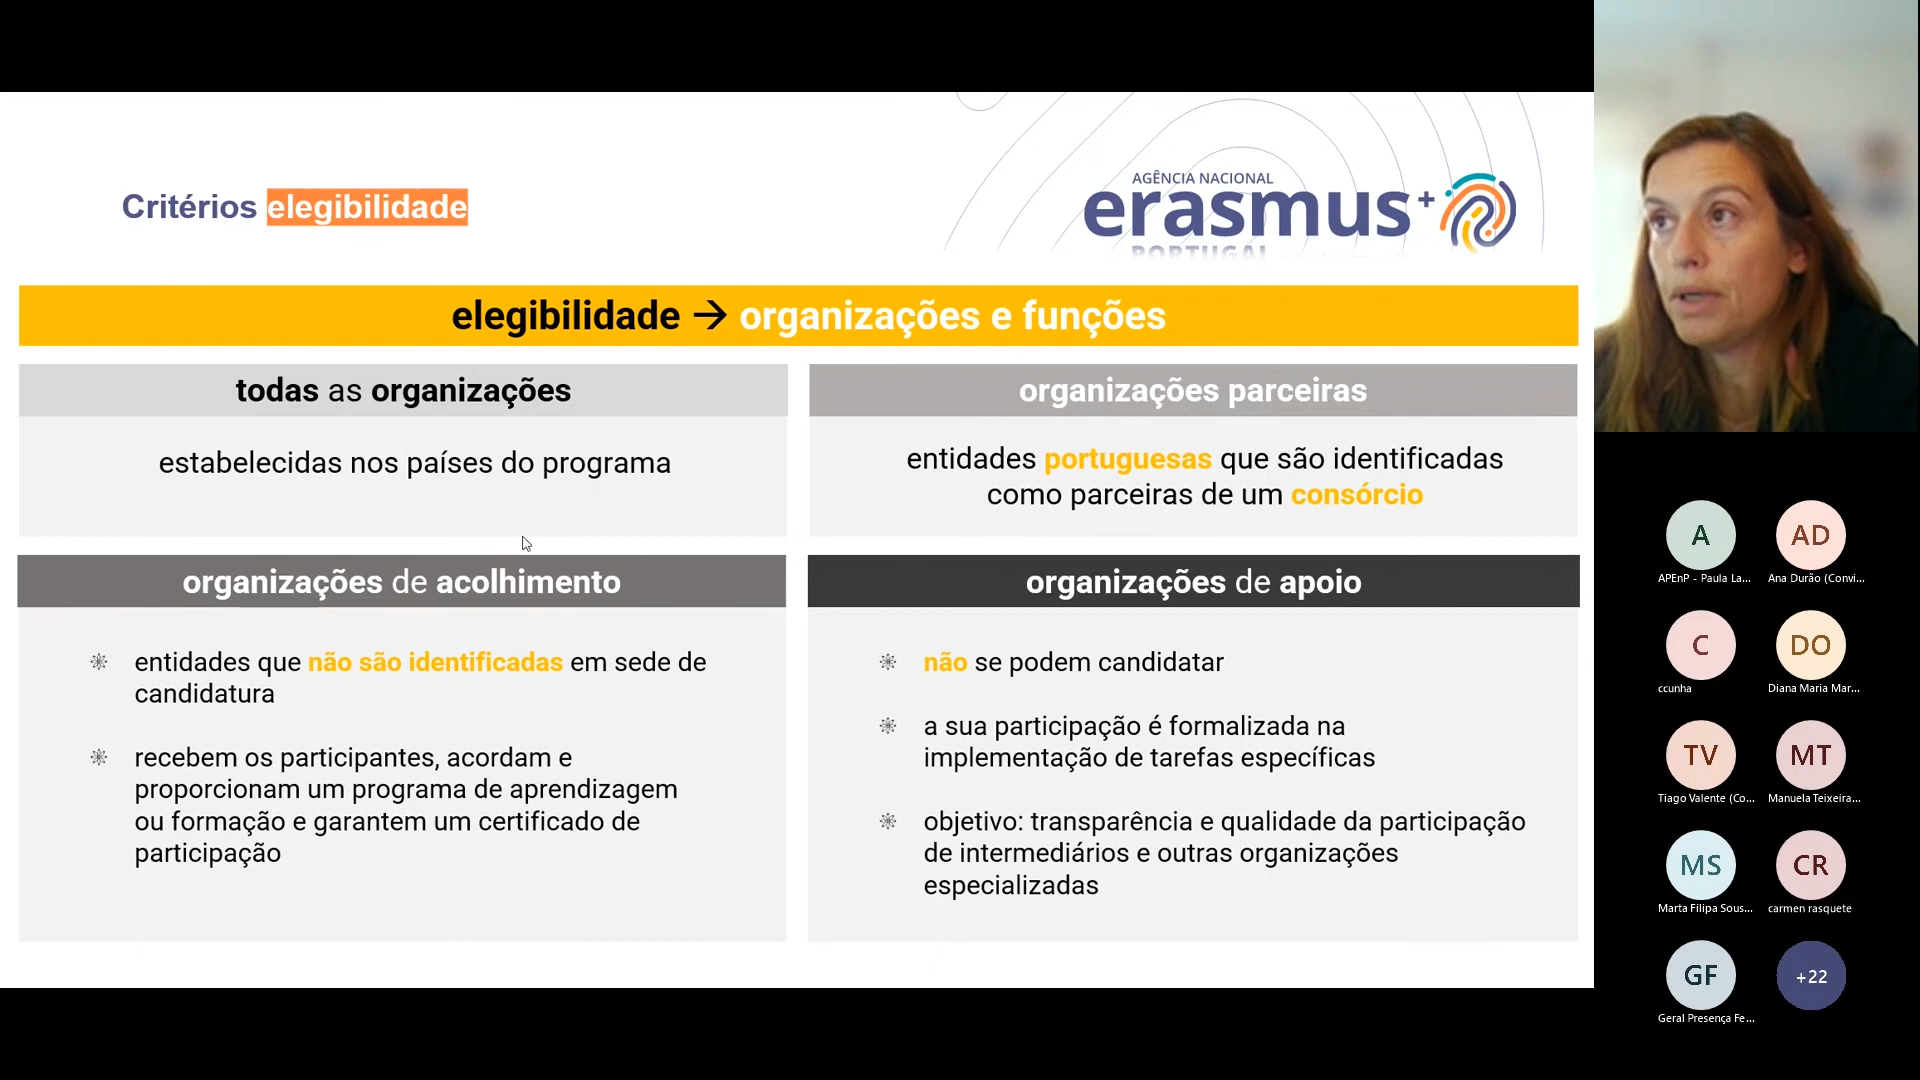 AGÊNCIA NACIONAL
erasmus+
PORTUGAL
Critérios elegibilidade
elegibilidade → organizações e funções
todas as organizações
estabelecidas nos países do programa
organizações parceiras
entidades portuguesas que são identificadas
como parceiras de um consórcio
organizações de acolhimento
entidades que não são identificadas em sede de
candidatura
recebem os participantes, acordam e
proporcionam um programa de aprendizagem
ou formação e garantem um certificado de
participação
organizações de apoio
não se podem candidatar
a sua participação é formalizada na
implementação de tarefas específicas
objetivo: transparência e qualidade da participação
de intermediários e outras organizações
especializadas
A
APEnP - Paula La...
AD
Ana Durão (Convi...
C
ccunha
DO
Diana Maria Mar...
TV
Tiago Valente (Co...
MT
Manuela Teixeira...
MS
Marta Filipa Sous...
CR
carmen rasquete
GF
Geral Presença Fe...
+22